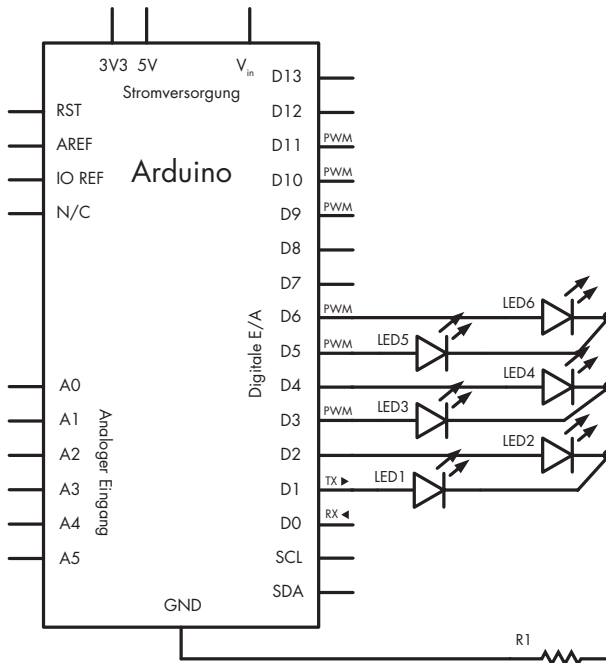 3V3 5V Vin
Stromversorgung
Arduino
RST
AREF
IO REF
N/C
A0
A1
A2
A3
A4
A5
Analoger Eingang
D13
D12
D11 PWM
D10 PWM
D9 PWM
D8
D7
D6 PWM LED6
D5 PWM LED5
D4 LED4
D3 PWM LED3
D2 LED2
D1 TX ► LED1
D0 RX ◄
SCL
SDA
Digitale E/A
GND
R1